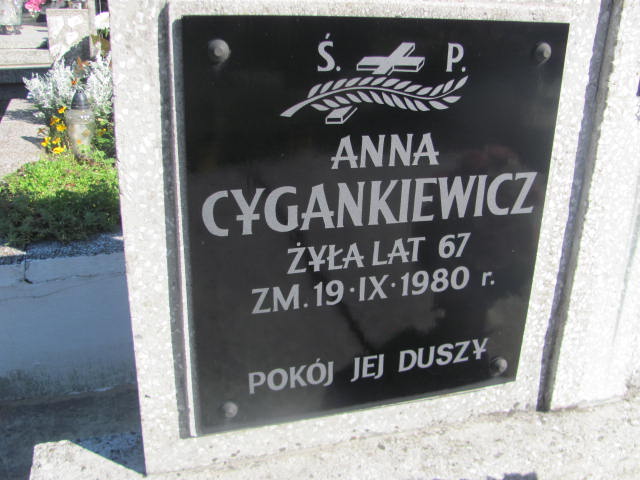 Ś. P.
ANNA
CYGANKIEWICZ
ŻYŁA LAT 67
ZM. 19·IX·1980 r.
POKÓJ JEJ DUSZY